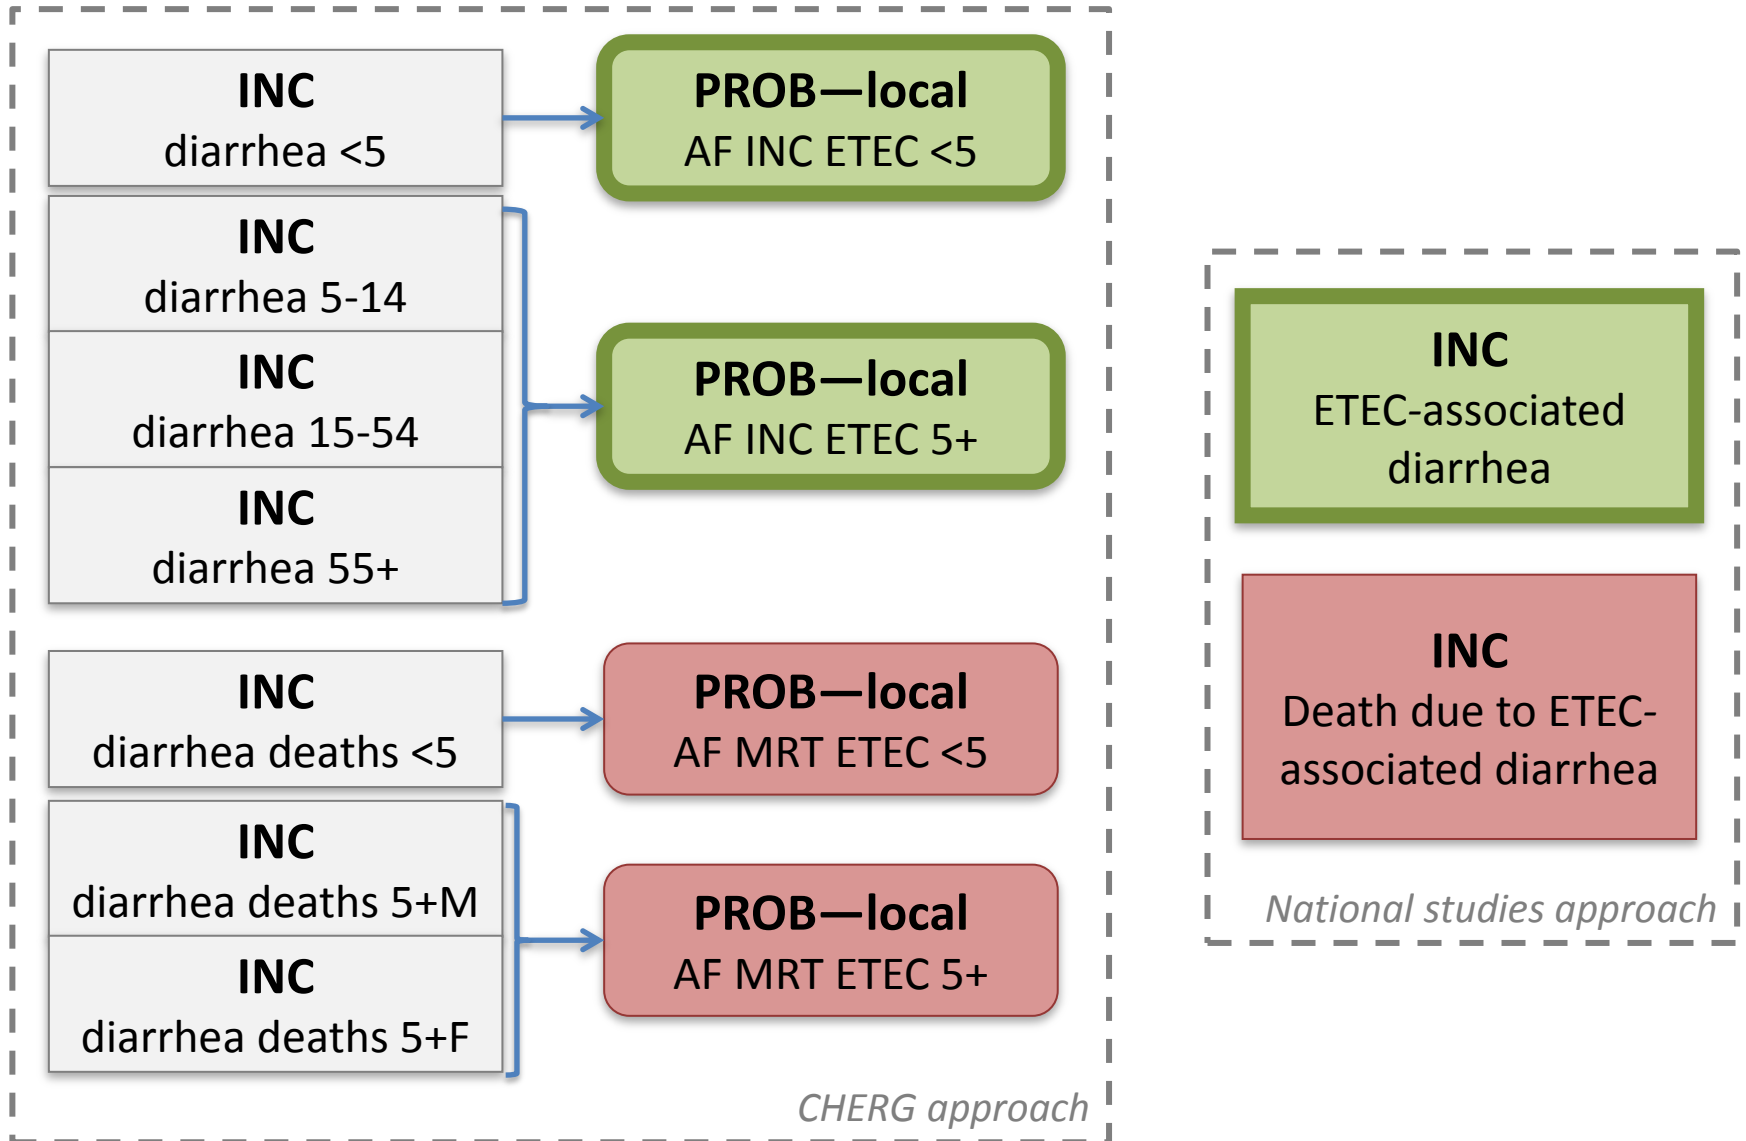 INC
diarrhea <5
PROB—local
AF INC ETEC <5
INC
diarrhea 5-14
INC
diarrhea 15-54
INC
diarrhea 55+
PROB—local
AF INC ETEC 5+
INC
diarrhea deaths <5
PROB—local
AF MRT ETEC <5
INC
diarrhea deaths 5+M
INC
diarrhea deaths 5+F
PROB—local
AF MRT ETEC 5+
CHERG approach
INC
ETEC-associated
diarrhea
INC
Death due to ETEC-
associated diarrhea
National studies approach